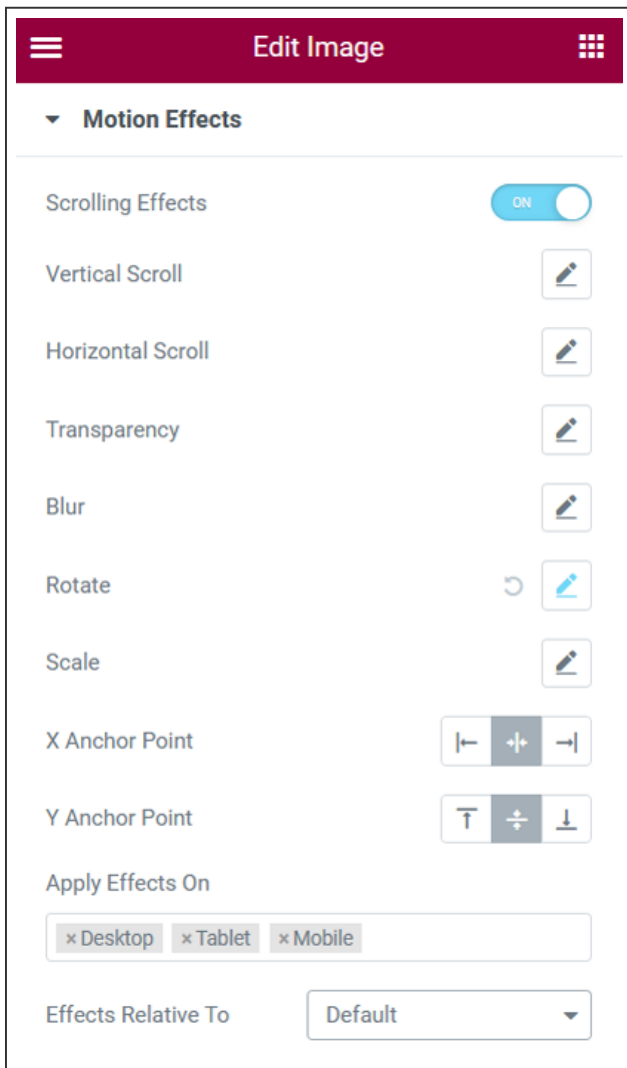 Edit Image
Motion Effects
Scrolling Effects ON
Vertical Scroll
Horizontal Scroll
Transparency
Blur
Rotate
Scale
X Anchor Point
Y Anchor Point
Apply Effects On
×Desktop ×Tablet ×Mobile
Effects Relative To Default